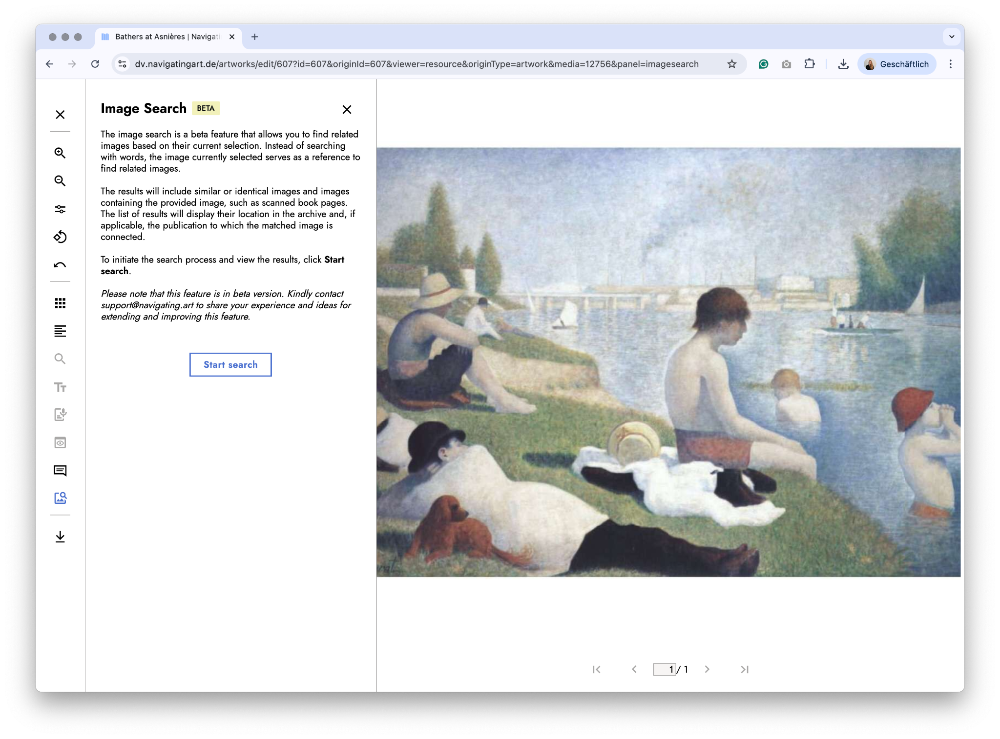 Bathers at Asnières | Navigati
dv.navigatingart.de/artworks/edit/607?id=607&originId=607&viewer=resource&originType=artwork&media=12756&panel=imagesearch
Geschäftlich
Image Search BETA
The image search is a beta feature that allows you to find related
images based on their current selection. Instead of searching
with words, the image currently selected serves as a reference to
find related images.
The results will include similar or identical images and images
containing the provided image, such as scanned book pages.
The list of results will display their location in the archive and, if
applicable, the publication to which the matched image is
connected.
To initiate the search process and view the results, click Start
search.
Please note that this feature is in beta version. Kindly contact
support@navigating.art to share your experience and ideas for
extending and improving this feature.
Start search
Tт
1 / 1